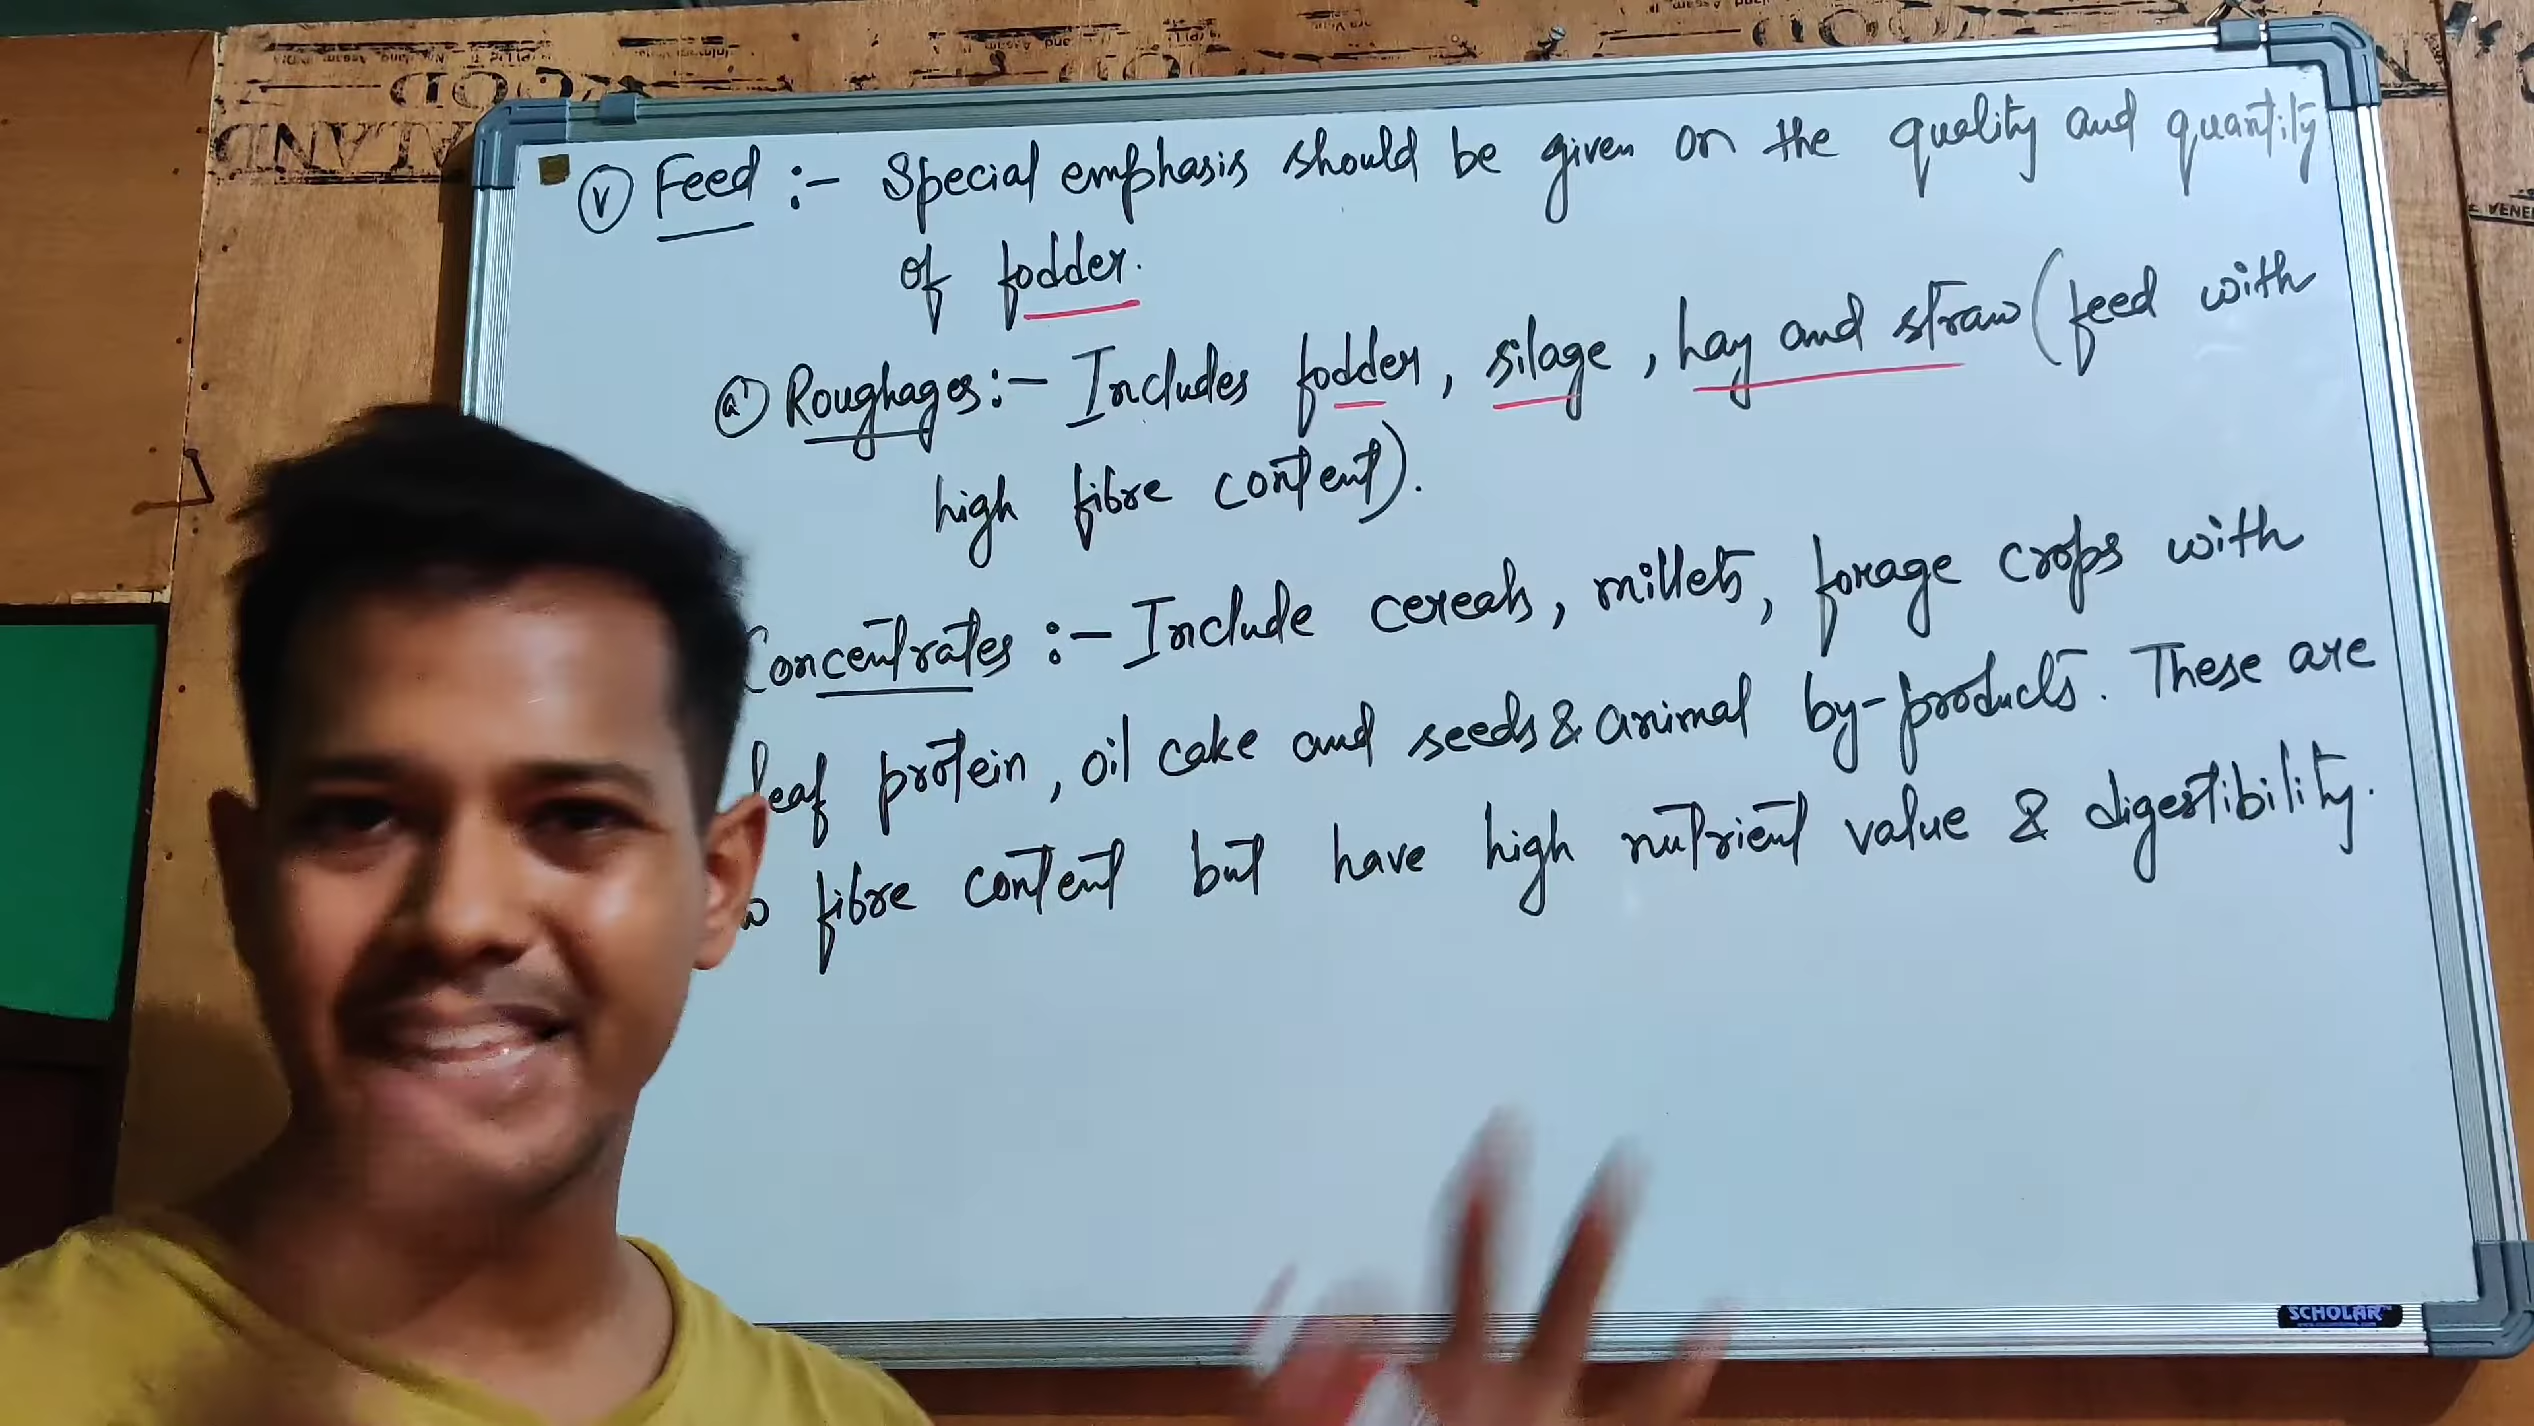 Ⓥ Feed :- Special emphasis should be given on the quality and quantity
of fodder.
ⓐ Roughages :- Includes fodder, silage, hay and straw (feed with
high fibre content).
Concentrates :- Include cereals, millets, forage crops with
leaf protein, oil cake and seeds & animal by-products. These are
fibre content but have high nutrient value & digestibility.
SCHOLAR